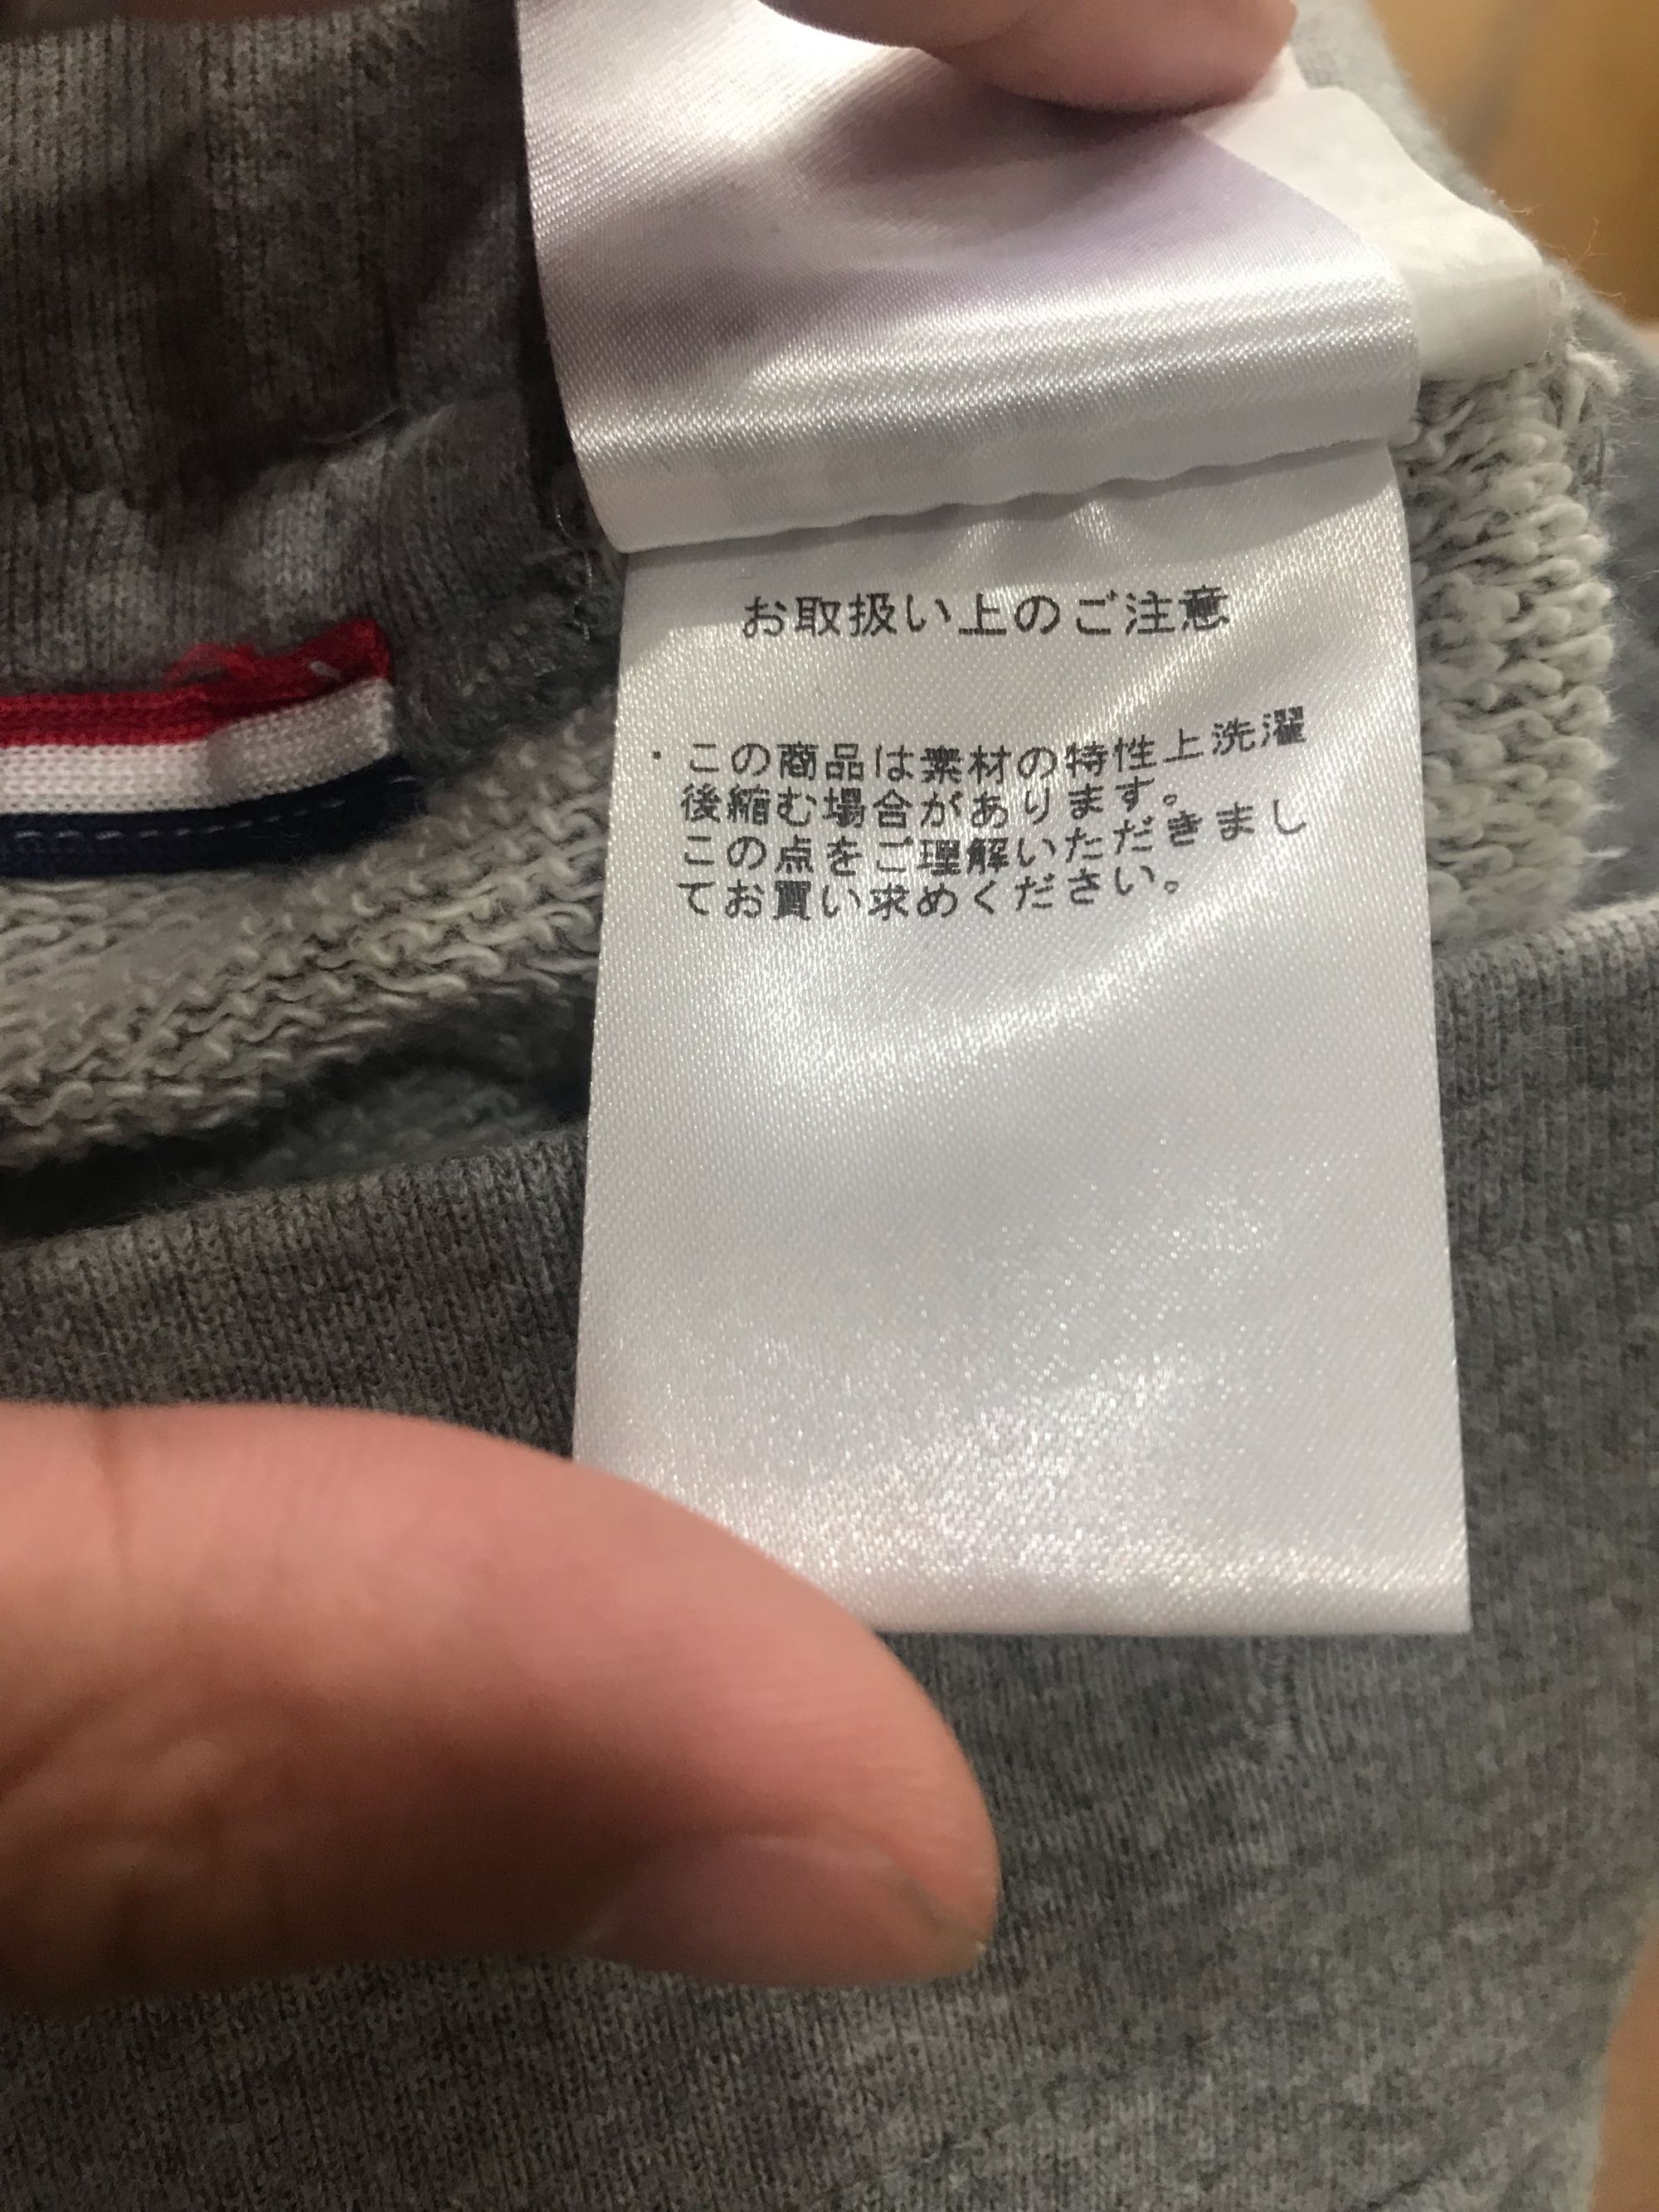 お取扱い上のご注意
・この商品は素材の特性上洗濯
後縮む場合があります。
この点をご理解いただきまし
てお買い求めください。